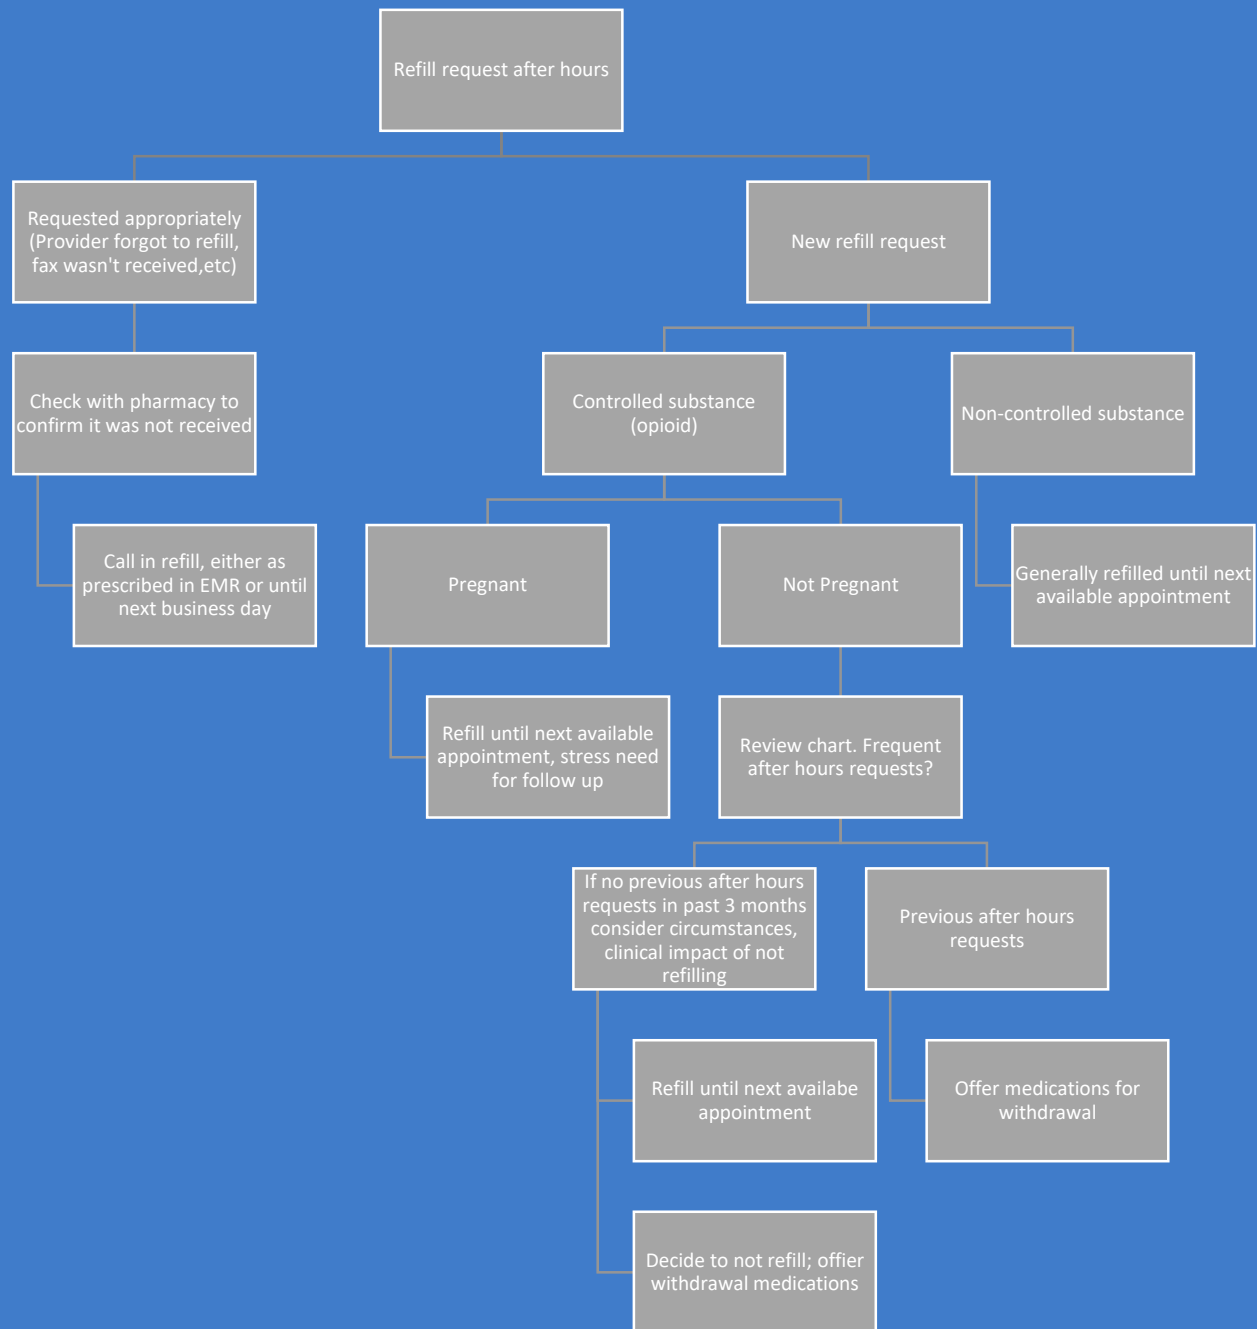 Refill request after hours
Requested appropriately
(Provider forgot to refill,
fax wasn't received,etc)
New refill request
Check with pharmacy to
confirm it was not received
Controlled substance
(opioid)
Non-controlled substance
Call in refill, either as
prescribed in EMR or until
next business day
Pregnant
Not Pregnant
Generally refilled until next
available appointment
Refill until next available
appointment, stress need
for follow up
Review chart. Frequent
after hours requests?
If no previous after hours
requests in past 3 months
consider circumstances,
clinical impact of not
refilling
Previous after hours
requests
Refill until next availabe
appointment
Offer medications for
withdrawal
Decide to not refill; offier
withdrawal medications